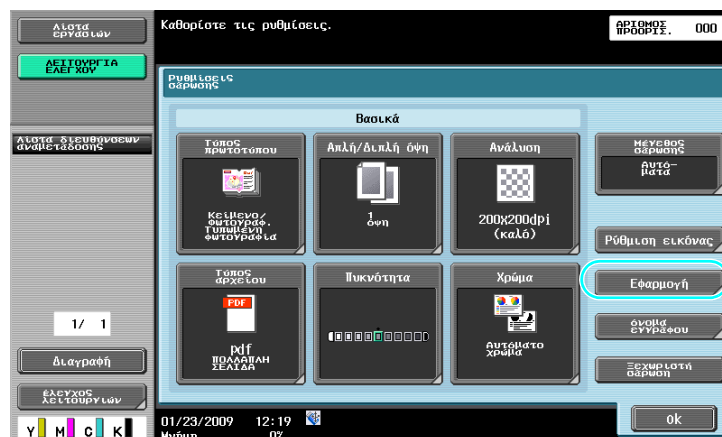 Λίστα
εργασιών
Καθορίστε τις ρυθμίσεις.
ΑΡΙΘΜΟΣ
ΠΡΟΟΡΙΣ.
000
ΛΕΙΤΟΥΡΓΙΑ
ΕΛΕΓΧΟΥ
Ρυθμίσεις
σάρωσης
Λίστα διευθύνσεων
αναμετάδοσης
Βασικά
Τύπος
πρωτοτύπου
Κείμενο/
Φωτογράφ.
Τυπωμένη
φωτογραφία
Απλή/Διπλή όψη
1
όψη
Ανάλυση
200x200dpi
(καλό)
Μέγεθος
σάρωσης
Αυτό-
ματα
Ρύθμιση εικόνας
Τύπος
αρχείου
PDF
pdf
ΠΟΛΛΑΠΛΗ
ΣΕΛΙΔΑ
Πυκνότητα
Χρώμα
Αυτόματο
χρώμα
Εφαρμογή
όνομα
εγγράφου
Ξεχωριστή
σάρωση
1/ 1
Διαγραφή
έλεγχος
λειτουργιών
Y M C K
01/23/2009 12:19
Μνήμη 0%
ok